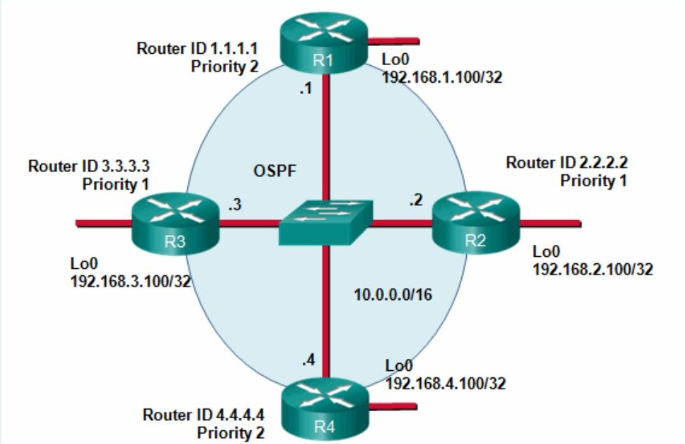 Router ID 1.1.1.1
Priority 2
R1
Lo0
192.168.1.100/32
.1
Router ID 3.3.3.3
Priority 1
OSPF
Router ID 2.2.2.2
Priority 1
.3
.2
R3
R2
Lo0
192.168.3.100/32
Lo0
192.168.2.100/32
10.0.0.0/16
.4
Lo0
192.168.4.100/32
Router ID 4.4.4.4
Priority 2
R4